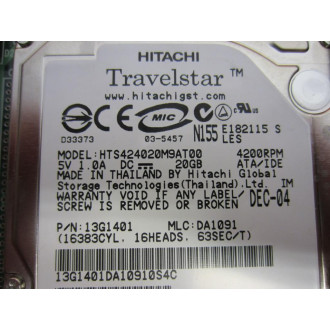 HITACHI
Travelstar™
www.hitachigst.com
D33373 MIC 03-5457 N155 E182115 S
LES
MODEL:HTS424020M9AT00 4200RPM
5V 1.0A DC 20GB ATA/IDE
MADE IN THAILAND BY Hitachi Global
Storage Technologies(Thailand).Ltd. IM
WARRANTY VOID IF ANY LABEL/
SCREW IS REMOVED OR BROKEN DEC-04
P/N:13G1401 MLC:DA1091
(16383CYL, 16HEADS, 63SEC/T)
13G1401DA10910S4C